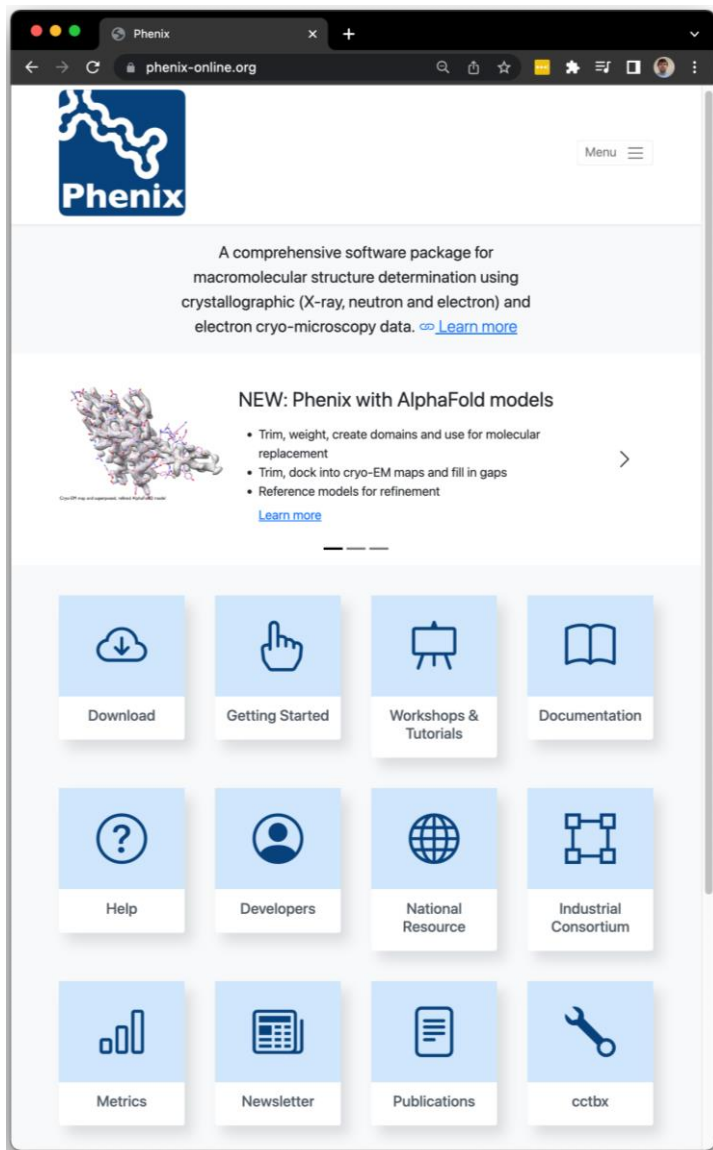 Phenix
phenix-online.org
Phenix
Menu
A comprehensive software package for
macromolecular structure determination using
crystallographic (X-ray, neutron and electron) and
electron cryo-microscopy data. Learn more
NEW: Phenix with AlphaFold models
• Trim, weight, create domains and use for molecular
replacement
• Trim, dock into cryo-EM maps and fill in gaps
• Reference models for refinement
Learn more
Download
Getting Started
Workshops &
Tutorials
Documentation
Help
Developers
National
Resource
Industrial
Consortium
Metrics
Newsletter
Publications
cctbx